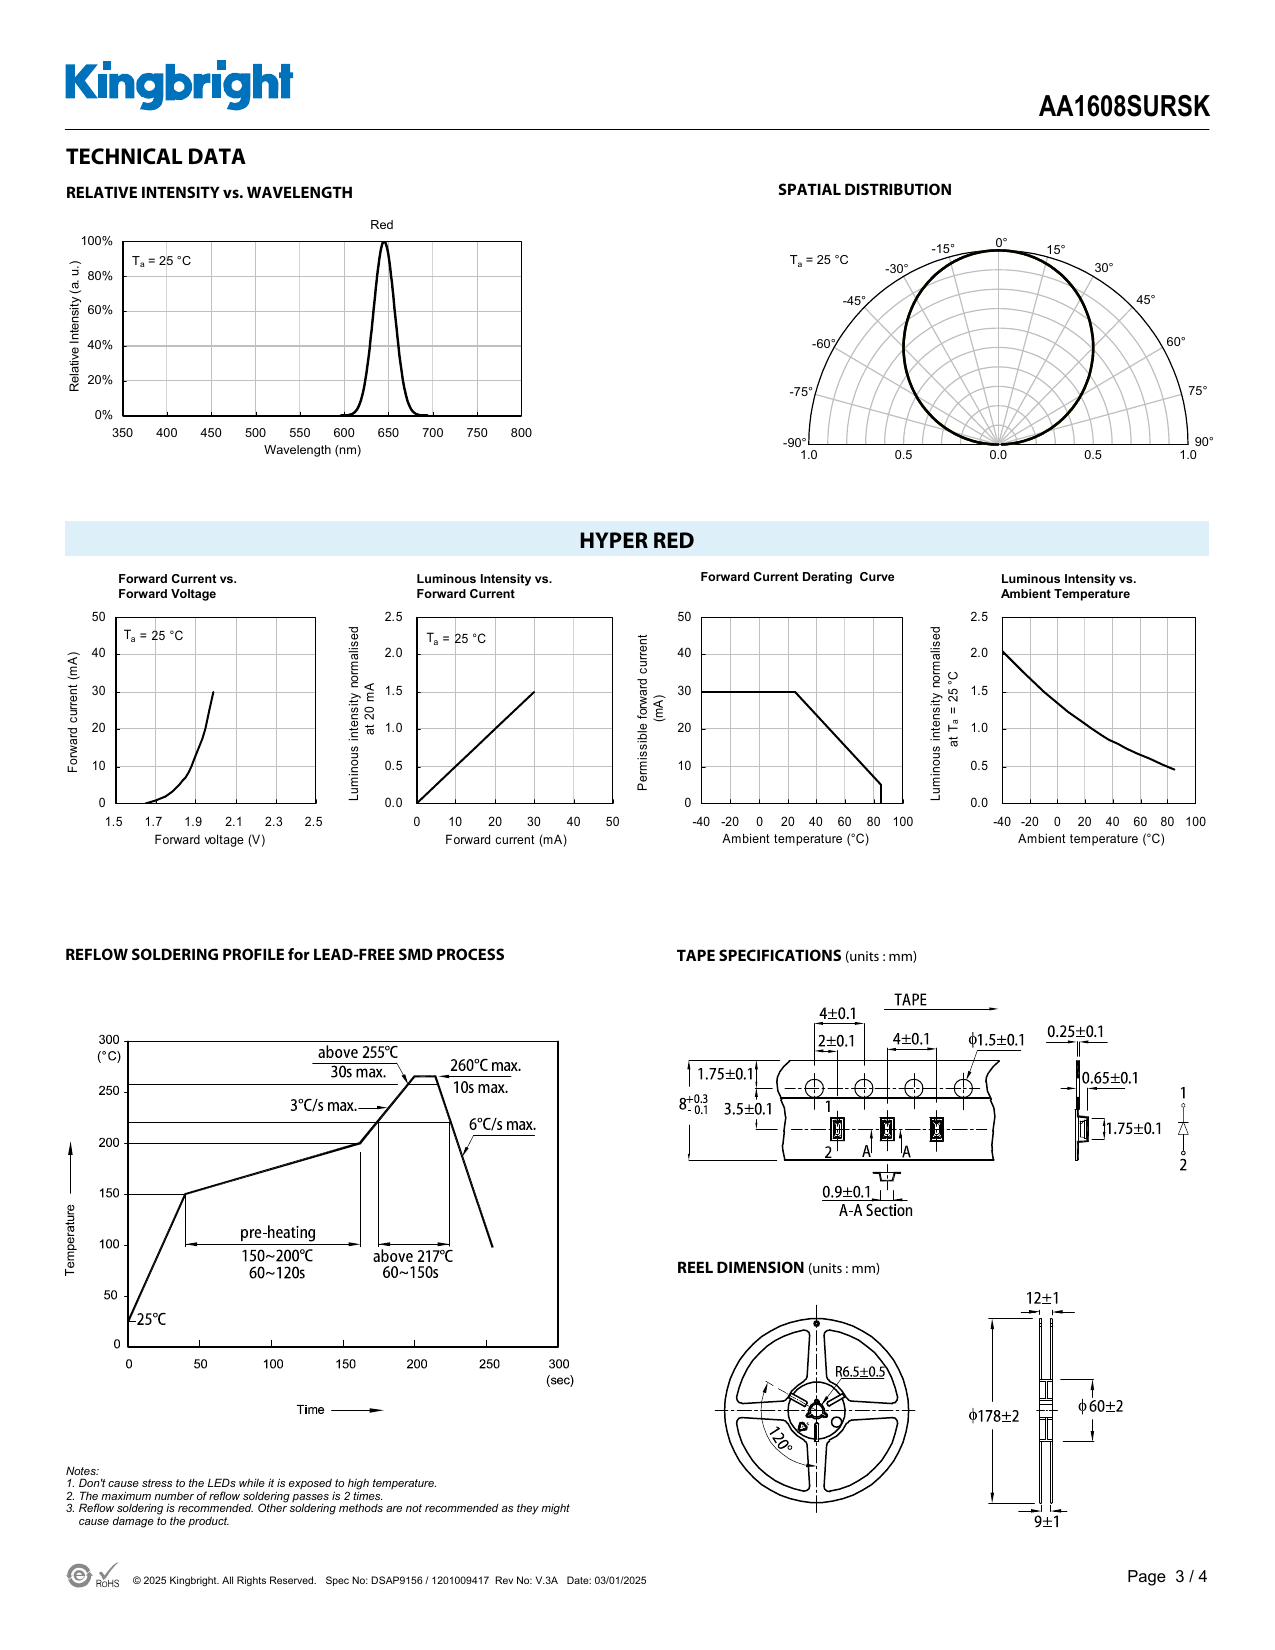 Kingbright
AA1608SURSK
TECHNICAL DATA
RELATIVE INTENSITY vs. WAVELENGTH
Red
Relative Intensity (a. u.)
Ta = 25 °C
100%
80%
60%
40%
20%
0%
350 400 450 500 550 600 650 700 750 800
Wavelength (nm)
SPATIAL DISTRIBUTION
Ta = 25 °C
-90° -75° -60° -45° -30° -15° 0° 15° 30° 45° 60° 75° 90°
1.0 0.5 0.0 0.5 1.0
HYPER RED
Forward Current vs.
Forward Voltage
Forward current (mA)
Ta = 25 °C
50
40
30
20
10
0
1.5 1.7 1.9 2.1 2.3 2.5
Forward voltage (V)
Luminous Intensity vs.
Forward Current
Luminous intensity normalised
at 20 mA
Ta = 25 °C
2.5
2.0
1.5
1.0
0.5
0.0
0 10 20 30 40 50
Forward current (mA)
Forward Current Derating Curve
Permissible forward current
(mA)
50
40
30
20
10
0
-40 -20 0 20 40 60 80 100
Ambient temperature (°C)
Luminous Intensity vs.
Ambient Temperature
Luminous intensity normalised
at Ta = 25 °C
2.5
2.0
1.5
1.0
0.5
0.0
-40 -20 0 20 40 60 80 100
Ambient temperature (°C)
REFLOW SOLDERING PROFILE for LEAD-FREE SMD PROCESS
300
(°C)
250
200
150
100
50
0
Temperature
above 255°C
30s max.
260°C max.
10s max.
3°C/s max.
6°C/s max.
pre-heating
150~200°C
60~120s
above 217°C
60~150s
25°C
0 50 100 150 200 250 300
(sec)
Time
TAPE SPECIFICATIONS (units : mm)
TAPE
4±0.1
2±0.1
4±0.1
ϕ1.5±0.1
1.75±0.1
8+0.3 -0.1
3.5±0.1
1
2
A A
0.9±0.1
A-A Section
0.25±0.1
0.65±0.1
1.75±0.1
1
2
REEL DIMENSION (units : mm)
R6.5±0.5
120°
12±1
ϕ178±2
ϕ60±2
9±1
Notes:
1. Don't cause stress to the LEDs while it is exposed to high temperature.
2. The maximum number of reflow soldering passes is 2 times.
3. Reflow soldering is recommended. Other soldering methods are not recommended as they might
cause damage to the product.
e
RoHS
© 2025 Kingbright. All Rights Reserved. Spec No: DSAP9156 / 1201009417 Rev No: V.3A Date: 03/01/2025
Page 3 / 4